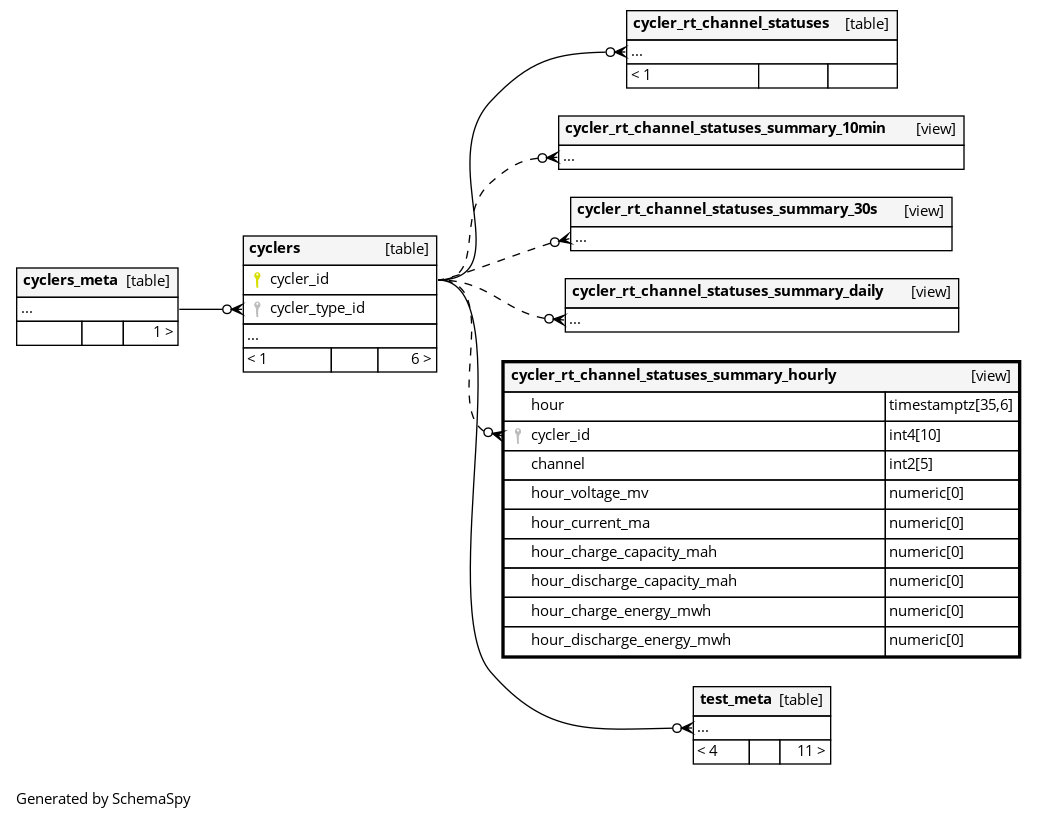 cycler_rt_channel_statuses [table]
...
< 1
cycler_rt_channel_statuses_summary_10min [view]
...
cycler_rt_channel_statuses_summary_30s [view]
...
cyclers_meta [table]
...
1 >
cyclers [table]
cycler_id
cycler_type_id
...
< 1 6 >
cycler_rt_channel_statuses_summary_daily [view]
...
cycler_rt_channel_statuses_summary_hourly [view]
hour timestamptz[35,6]
cycler_id int4[10]
channel int2[5]
hour_voltage_mv numeric[0]
hour_current_ma numeric[0]
hour_charge_capacity_mah numeric[0]
hour_discharge_capacity_mah numeric[0]
hour_charge_energy_mwh numeric[0]
hour_discharge_energy_mwh numeric[0]
test_meta [table]
...
< 4 11 >
Generated by SchemaSpy